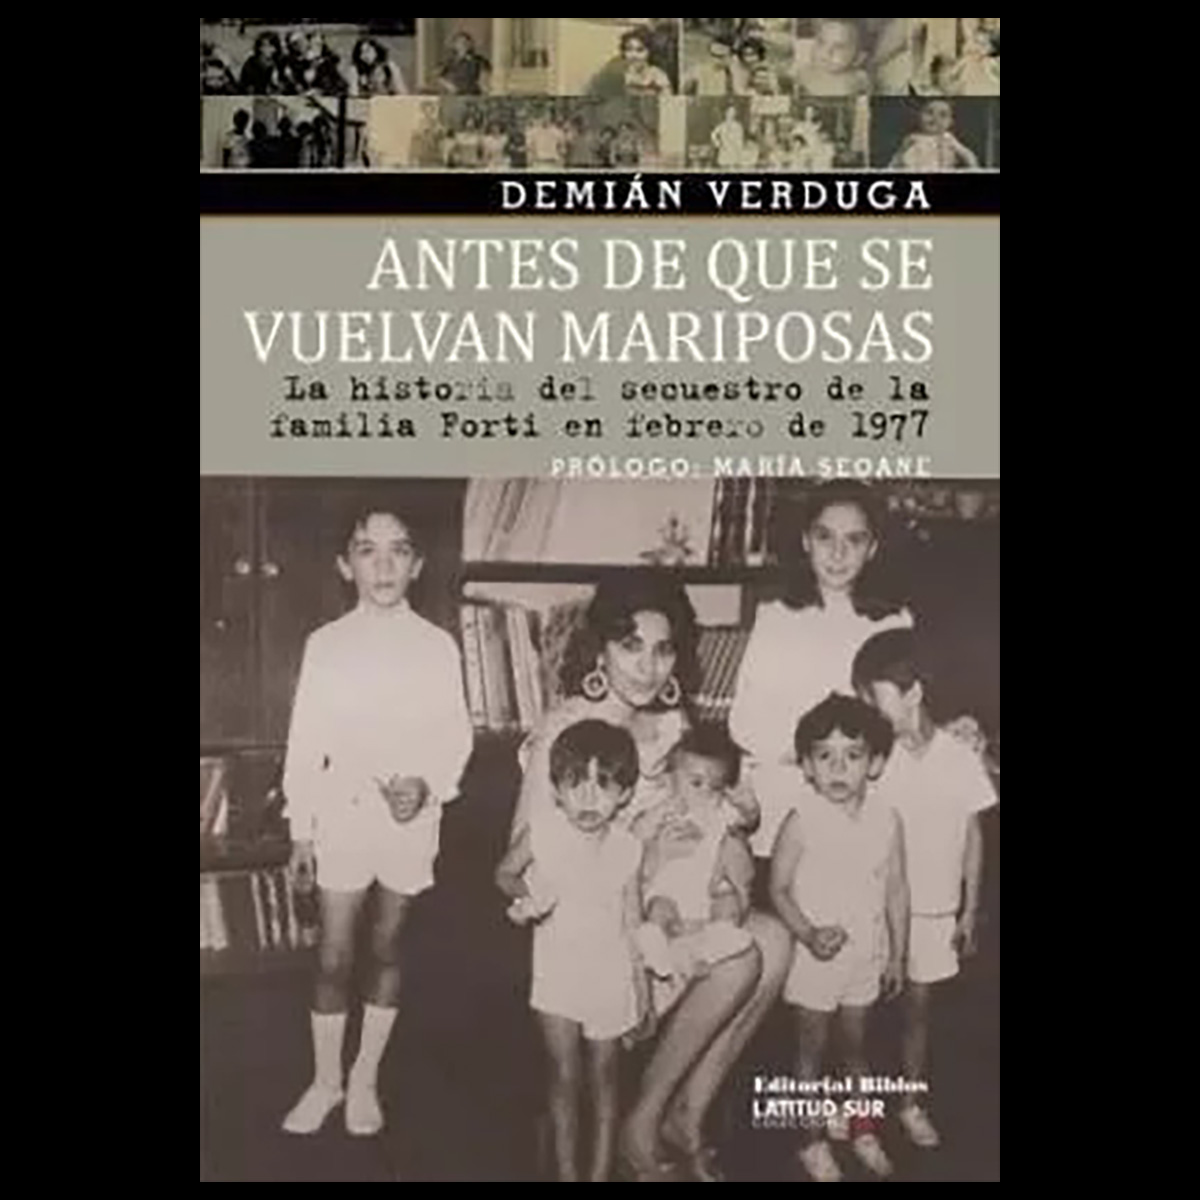 DEMIÁN VERDUGA
ANTES DE QUE SE
VUELVAN MARIPOSAS
La historia del secuestro de la
familia Forti en febrero de 1977
PRÓLOGO: MARÍA SEOANE
Editorial Biblos
LATITUD SUR
COLECCIÓN